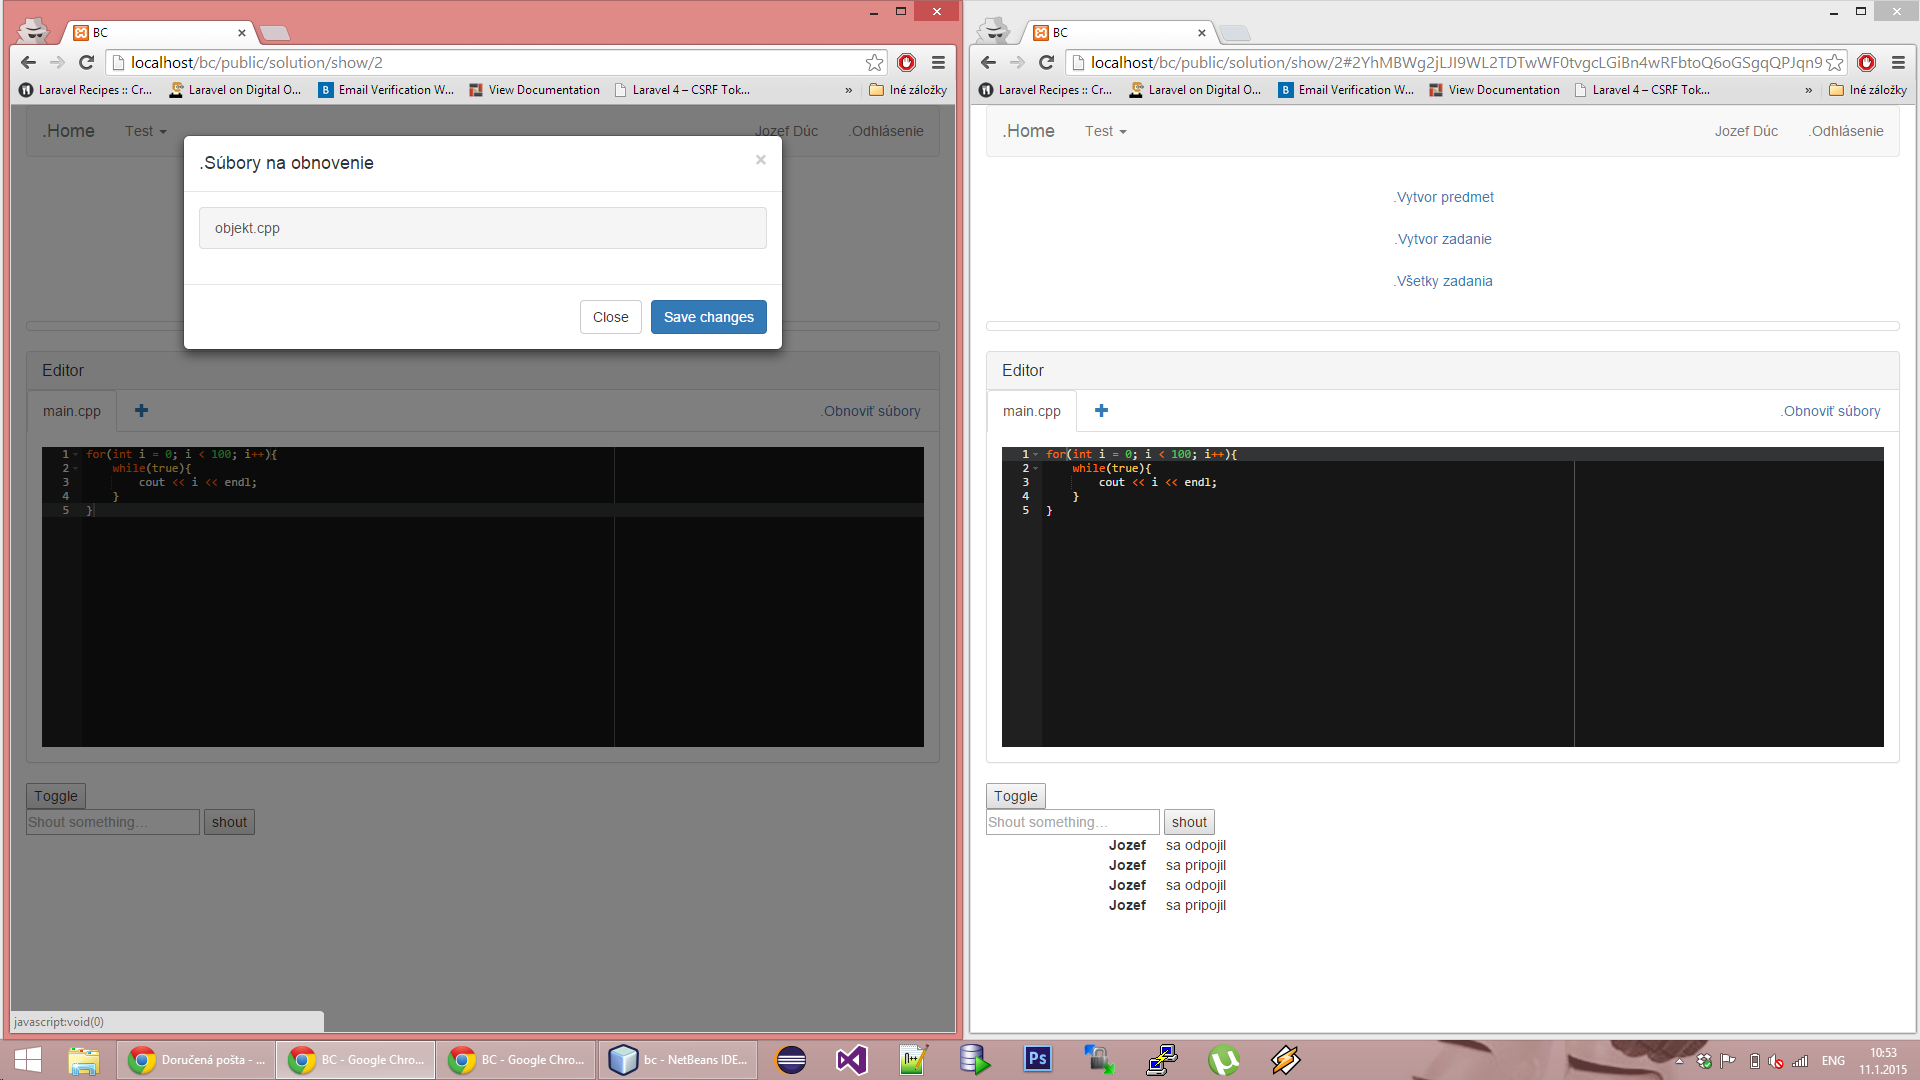 BC
localhost/bc/public/solution/show/2
Laravel Recipes :: Cr...
Laravel on Digital O...
B Email Verification W...
View Documentation
Laravel 4 – CSRF Tok...
»
Iné záložky
.Home
Test
Jozef Dúc
.Odhlásenie
.Súbory na obnovenie
×
objekt.cpp
Close
Save changes
Editor
main.cpp
.Obnoviť súbory
1 for(int i = 0; i < 100; i++){
2 while(true){
3 cout << i << endl;
4 }
5 }
Toggle
Shout something...
shout
javascript:void(0)
BC
localhost/bc/public/solution/show/2#2YhMBWg2jLJI9WL2TDTwWF0tvgcLGiBn4wRFbtoQ6oGSgqQPJqn9
Laravel Recipes :: Cr...
Laravel on Digital O...
B Email Verification W...
View Documentation
Laravel 4 – CSRF Tok...
»
Iné záložky
.Home
Test
Jozef Dúc
.Odhlásenie
.Vytvor predmet
.Vytvor zadanie
.Všetky zadania
Editor
main.cpp
.Obnoviť súbory
1 for(int i = 0; i < 100; i++){
2 while(true){
3 cout << i << endl;
4 }
5 }
Toggle
Shout something...
shout
Jozef sa odpojil
Jozef sa pripojil
Jozef sa odpojil
Jozef sa pripojil
Doručená pošta - ...
BC - Google Chro...
BC - Google Chro...
bc - NetBeans IDE...
Ps
ENG
10:53
11.1.2015